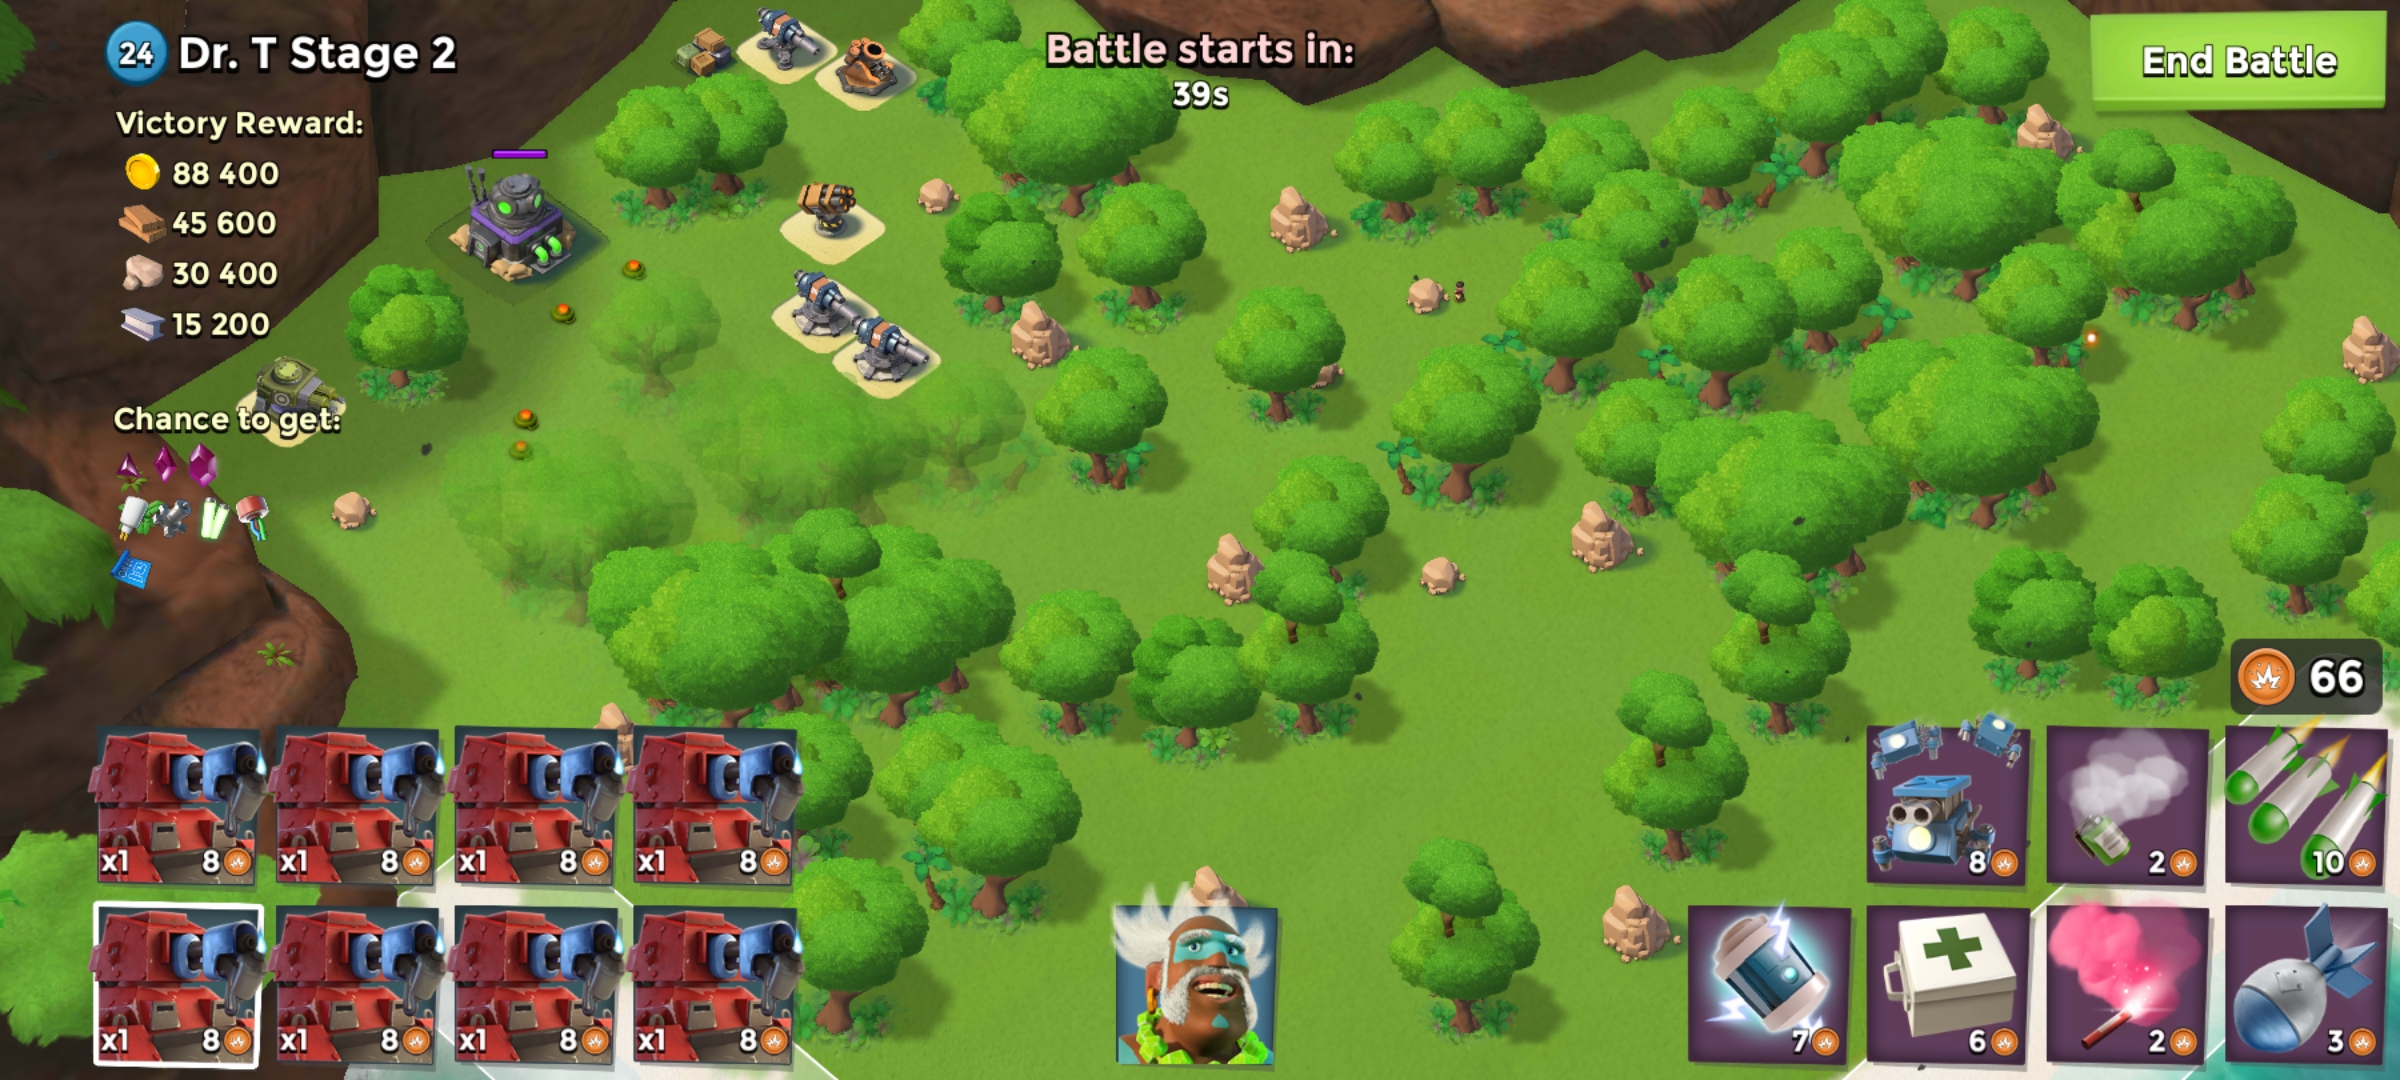 24 Dr. T Stage 2
Battle starts in:
39s
End Battle
Victory Reward:
88 400
45 600
30 400
15 200
Chance to get:
66
x1 8 x1 8 x1 8 x1 8
8 2 10
x1 8 x1 8 x1 8 x1 8
7 6 2 3